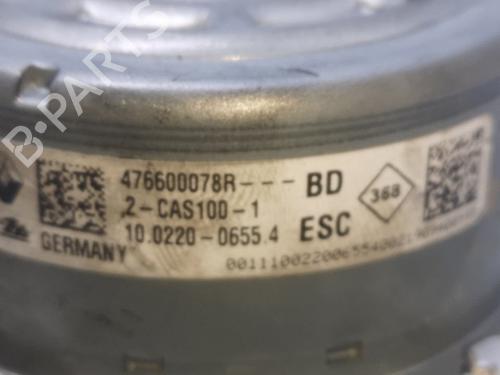 B-PARTS
476600078R--- BD
368
2-CAS100-1
10.0220-0655.4 ESC
GERMANY